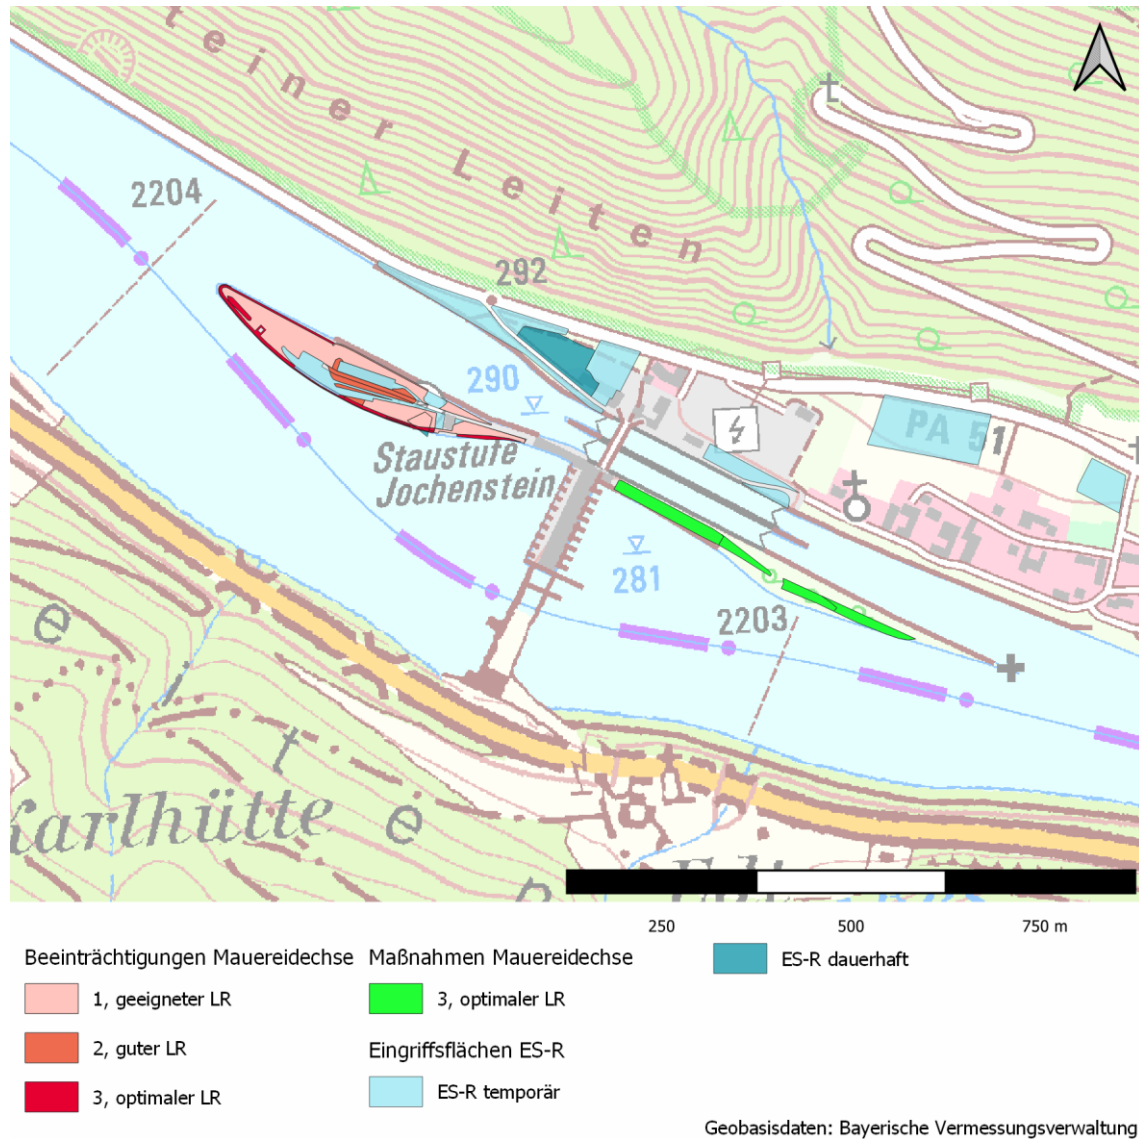 teiner Leiten
2204
292
290
PA 51
Staustufe
Jochenstein
281
2203
Karlhütte
250 500 750 m
Beeinträchtigungen Mauereidechse
1, geeigneter LR
2, guter LR
3, optimaler LR
Maßnahmen Mauereidechse
3, optimaler LR
Eingriffsflächen ES-R
ES-R temporär
ES-R dauerhaft
Geobasisdaten: Bayerische Vermessungsverwaltung